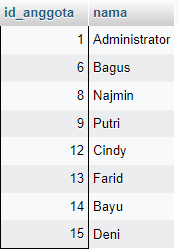 id_anggota nama
1 Administrator
6 Bagus
8 Najmin
9 Putri
12 Cindy
13 Farid
14 Bayu
15 Deni